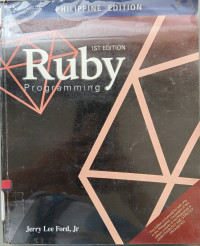 PHILIPPINE EDITION
1ST EDITION
Ruby
Programming
Jerry Lee Ford, Jr